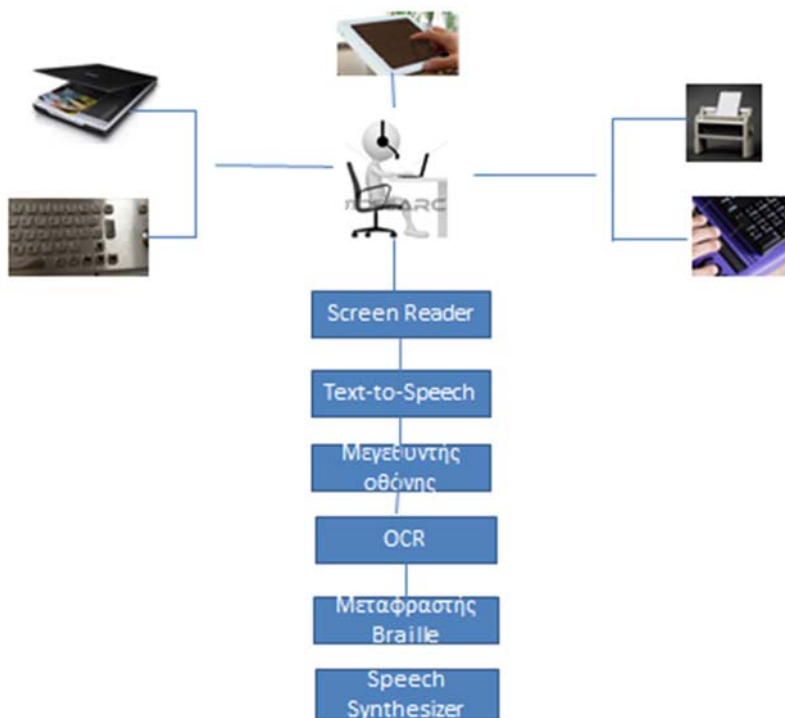 Screen Reader
Text-to-Speech
Μεγεθυντής
οθόνης
OCR
Μεταφραστής
Braille
Speech
Synthesizer